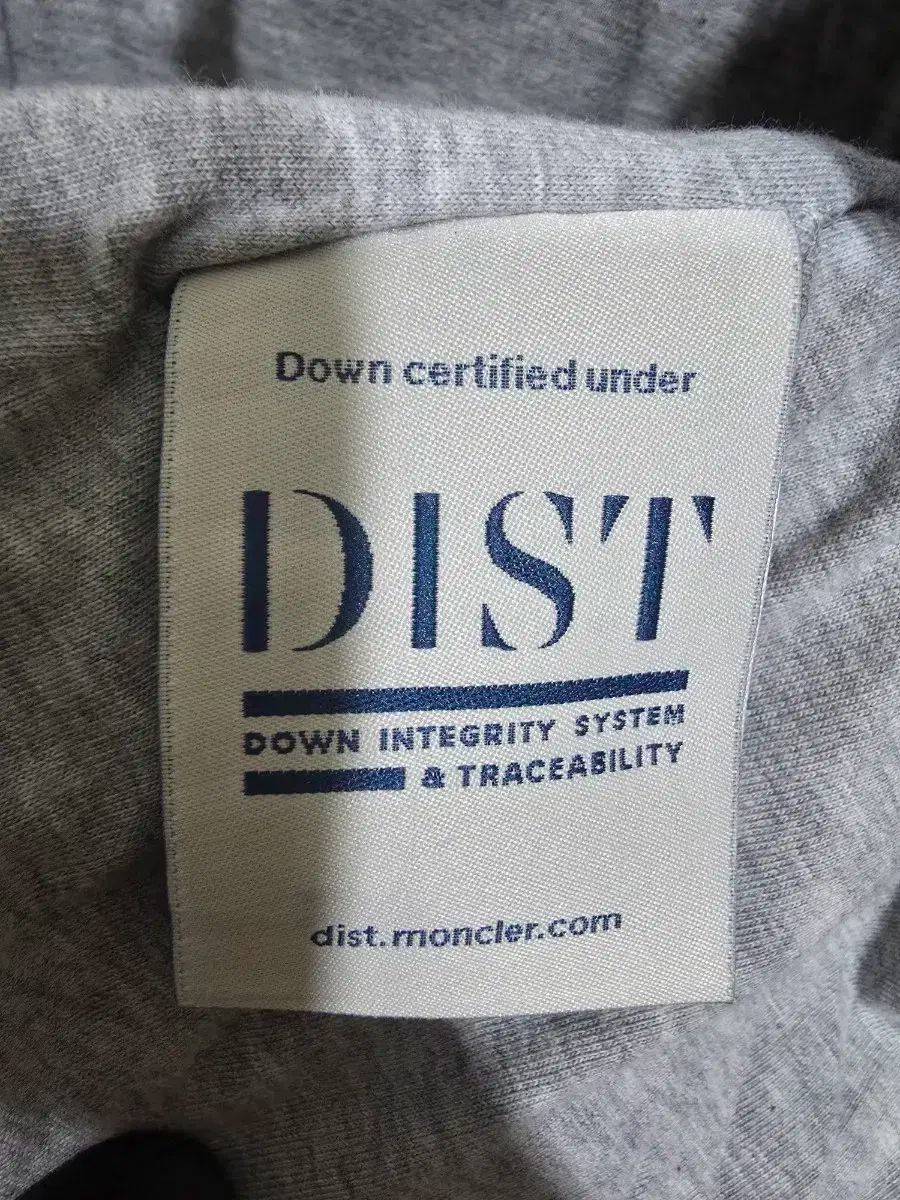 Down certified under
DIST
DOWN INTEGRITY SYSTEM
& TRACEABILITY
dist.moncler.com